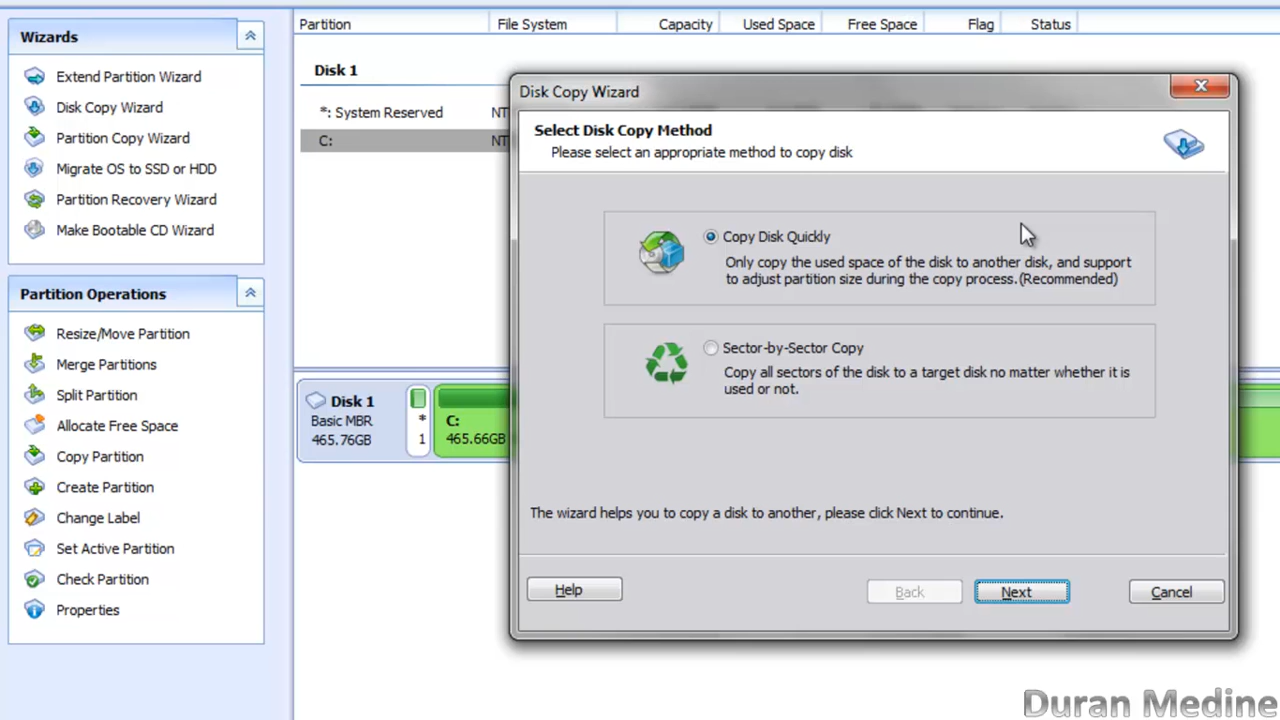 Wizards
Extend Partition Wizard
Disk Copy Wizard
Partition Copy Wizard
Migrate OS to SSD or HDD
Partition Recovery Wizard
Make Bootable CD Wizard
Partition Operations
Resize/Move Partition
Merge Partitions
Split Partition
Allocate Free Space
Copy Partition
Create Partition
Change Label
Set Active Partition
Check Partition
Properties
Partition File System Capacity Used Space Free Space Flag Status
Disk 1
*: System Reserved NT
C: NT
Disk 1
Basic MBR
465.76GB
*
1
C:
465.66GB
Disk Copy Wizard
Select Disk Copy Method
Please select an appropriate method to copy disk
Copy Disk Quickly
Only copy the used space of the disk to another disk, and support
to adjust partition size during the copy process.(Recommended)
Sector-by-Sector Copy
Copy all sectors of the disk to a target disk no matter whether it is
used or not.
The wizard helps you to copy a disk to another, please click Next to continue.
Help Back Next Cancel
Duran Medine